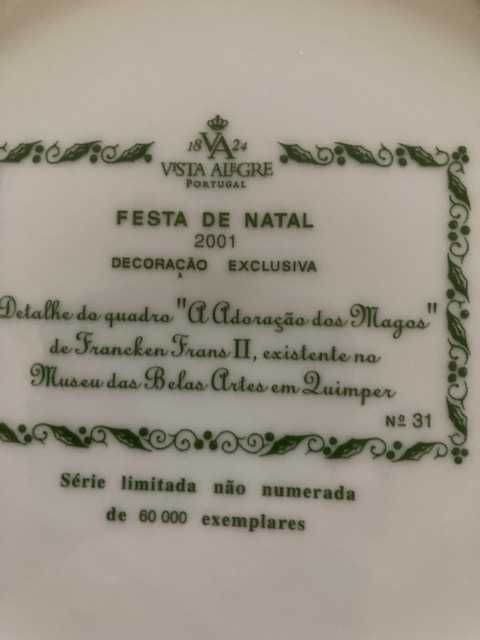 18 VA 24
VISTA ALEGRE
PORTUGAL
FESTA DE NATAL
2001
DECORAÇÃO EXCLUSIVA
Detalhe do quadro "A Adoração dos Magos"
de Francken Frans II, existente no
Museu das Belas Artes em Quimper
Nº 31
Série limitada não numerada
de 60 000 exemplares